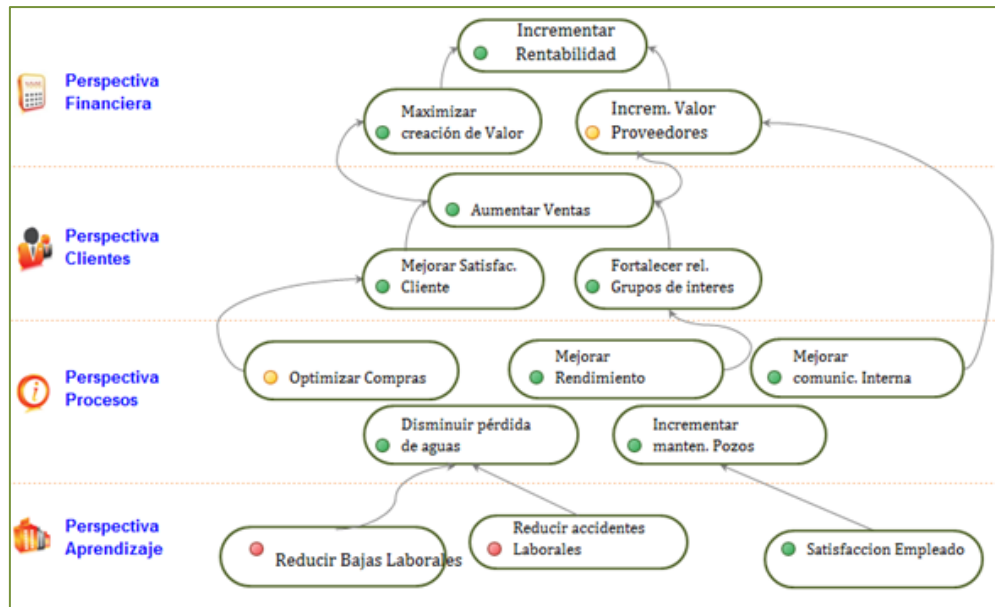 Incrementar
Rentabilidad
Perspectiva
Financiera
Maximizar
creación de Valor
Increm. Valor
Proveedores
Aumentar Ventas
Perspectiva
Clientes
Mejorar Satisfac.
Cliente
Fortalecer rel.
Grupos de interes
Perspectiva
Procesos
Optimizar Compras
Mejorar
Rendimiento
Mejorar
comunic. Interna
Disminuir pérdida
de aguas
Incrementar
manten. Pozos
Perspectiva
Aprendizaje
Reducir Bajas Laborales
Reducir accidentes
Laborales
Satisfaccion Empleado